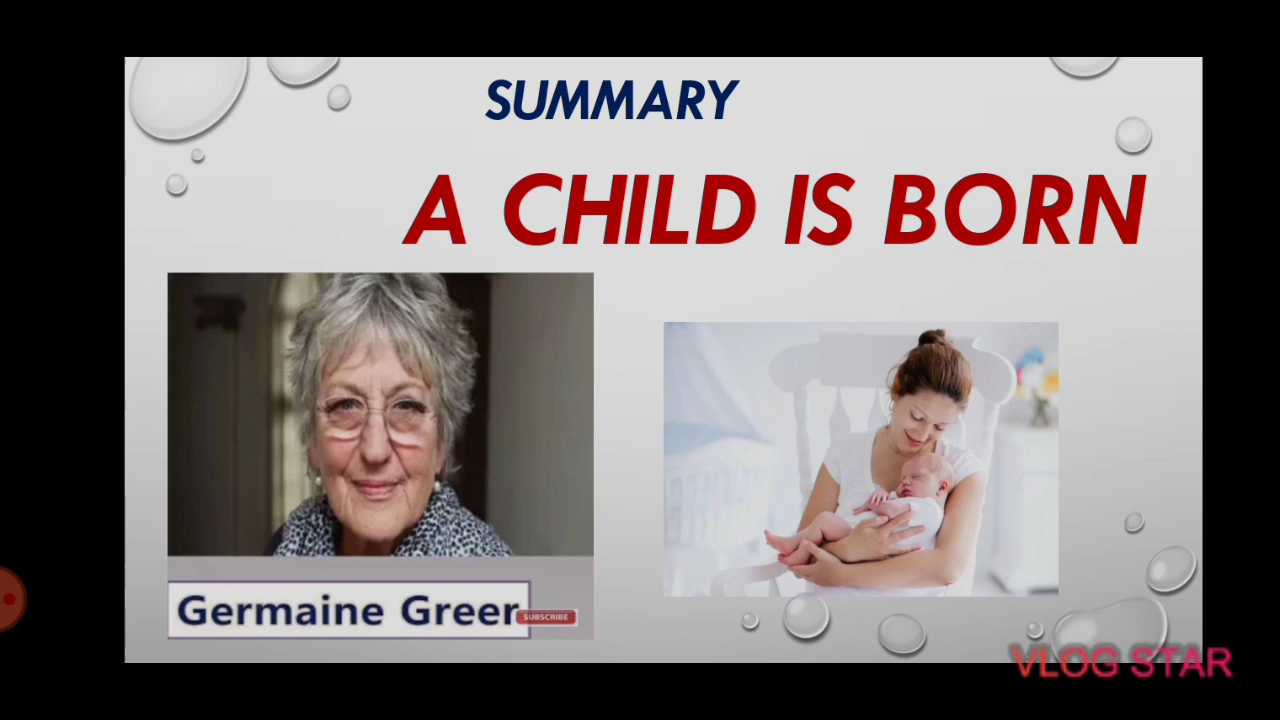 SUMMARY
A CHILD IS BORN
Germaine Greer
SUBSCRIBE
VLOG STAR